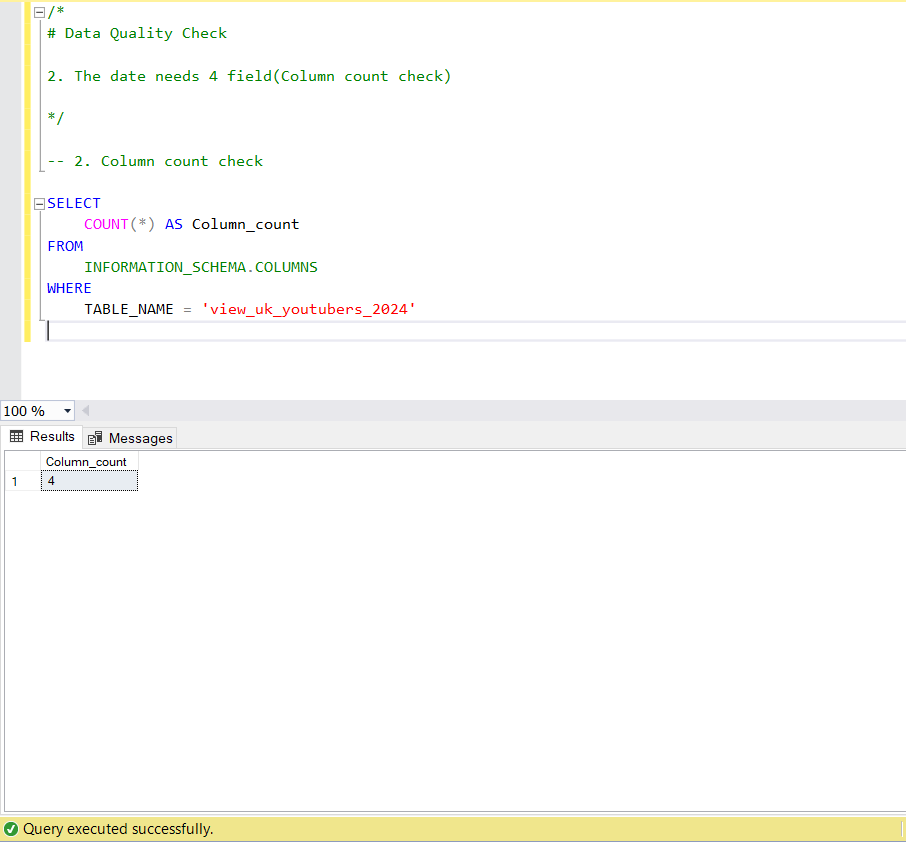 /*
# Data Quality Check
2. The date needs 4 field(Column count check)
*/
-- 2. Column count check
SELECT
COUNT(*) AS Column_count
FROM
INFORMATION_SCHEMA.COLUMNS
WHERE
TABLE_NAME = 'view_uk_youtubers_2024'
100 %
Results Messages
Column_count
1 4
Query executed successfully.